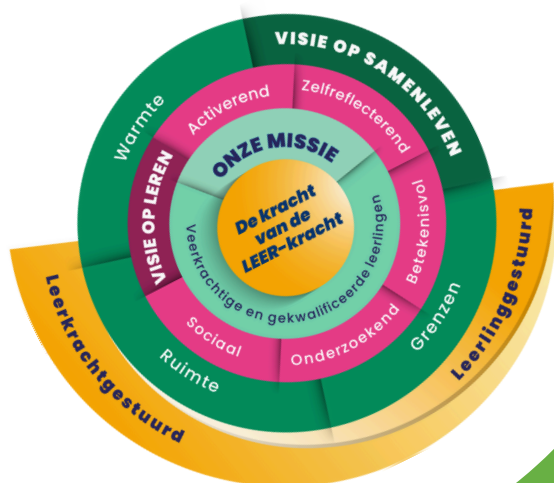 VISIE OP SAMENLEVEN
Warmte
Grenzen
Ruimte
VISIE OP LEREN
Activerend
Zelfreflecterend
Betekenisvol
Onderzoekend
Sociaal
ONZE MISSIE
Veerkrachtige en gekwalificeerde leerlingen
De kracht
van de
LEER-kracht
Leerkrachtgestuurd
Leerlinggestuurd